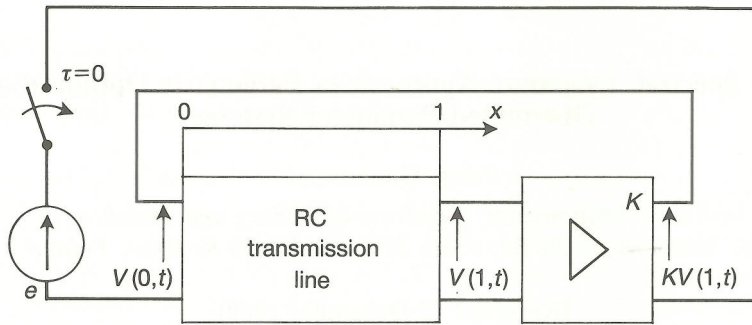 τ=0
0
1
x
K
RC
transmission
line
V(0,t)
V(1,t)
KV(1,t)
e